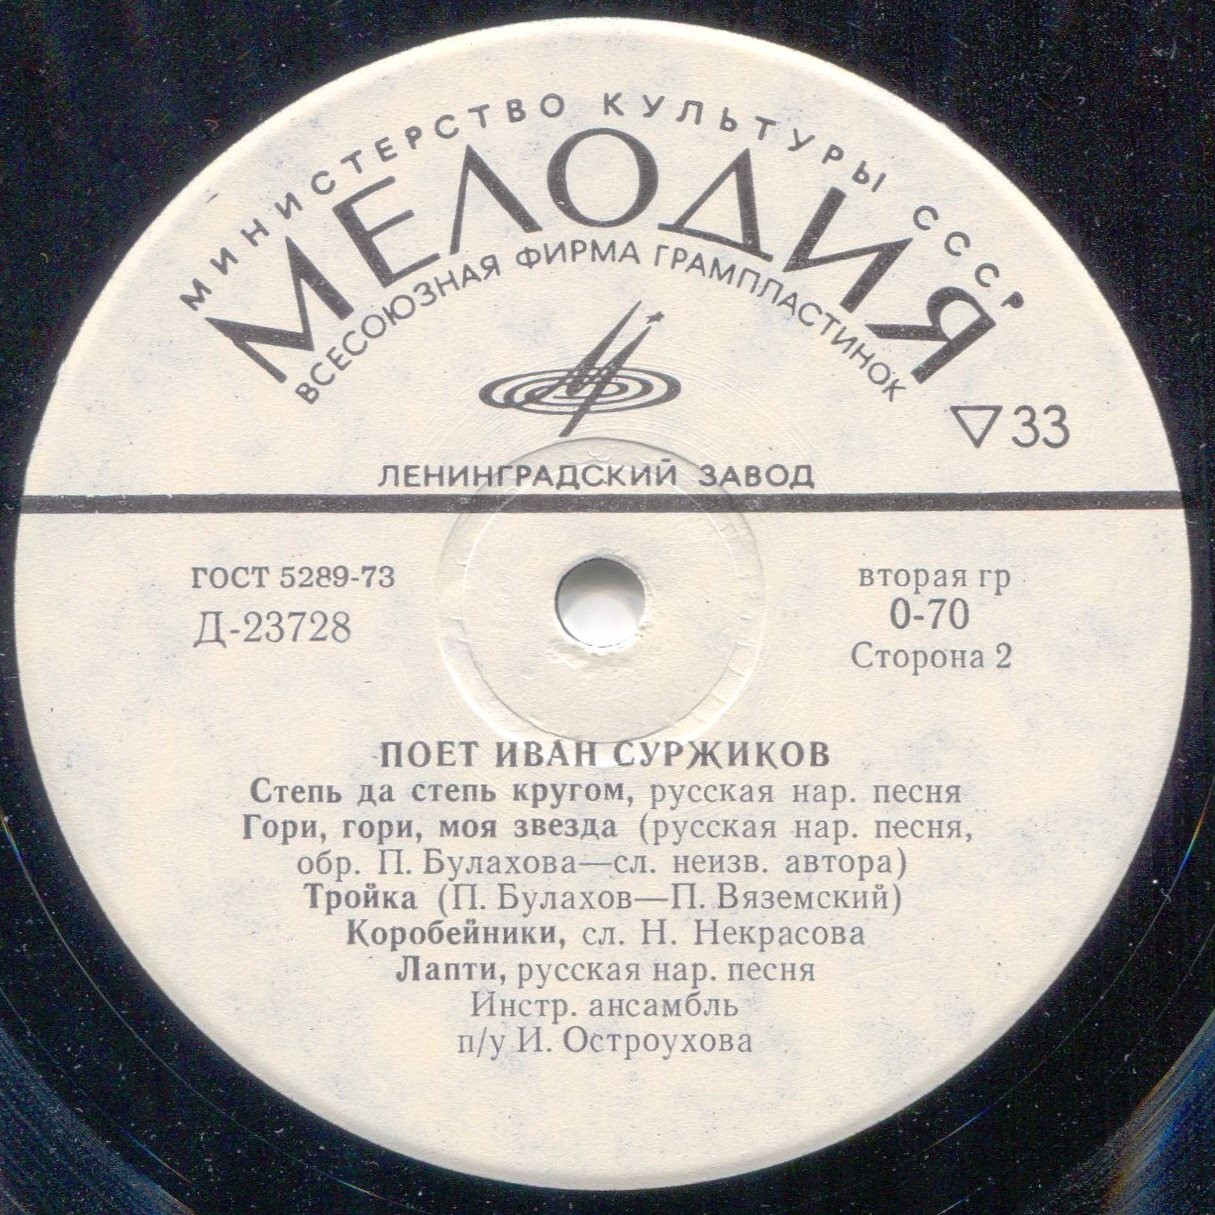 МИНИСТЕРСТВО КУЛЬТУРЫ СССР
МЕЛОДИЯ
ВСЕСОЮЗНАЯ ФИРМА ГРАМПЛАСТИНОК
33
ЛЕНИНГРАДСКИЙ ЗАВОД
ГОСТ 5289-73
Д-23728
вторая гр
0-70
Сторона 2
ПОЕТ ИВАН СУРЖИКОВ
Степь да степь кругом, русская нар. песня
Гори, гори, моя звезда (русская нар. песня,
обр. П. Булахова—сл. неизв. автора)
Тройка (П. Булахов—П. Вяземский)
Коробейники, сл. Н. Некрасова
Лапти, русская нар. песня
Инстр. ансамбль
п/у И. Остроухова